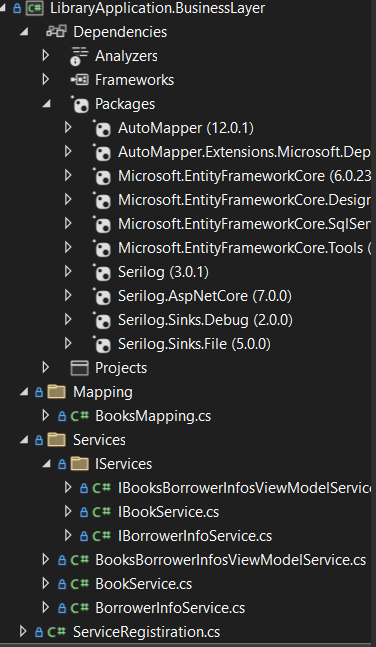 LibraryApplication.BusinessLayer
Dependencies
Analyzers
Frameworks
Packages
AutoMapper (12.0.1)
AutoMapper.Extensions.Microsoft.Dep
Microsoft.EntityFrameworkCore (6.0.23
Microsoft.EntityFrameworkCore.Design
Microsoft.EntityFrameworkCore.SqlSer
Microsoft.EntityFrameworkCore.Tools (
Serilog (3.0.1)
Serilog.AspNetCore (7.0.0)
Serilog.Sinks.Debug (2.0.0)
Serilog.Sinks.File (5.0.0)
Projects
Mapping
C# BooksMapping.cs
Services
IServices
C# IBooksBorrowerInfosViewModelService
C# IBookService.cs
C# IBorrowerInfoService.cs
C# BooksBorrowerInfosViewModelService.cs
C# BookService.cs
C# BorrowerInfoService.cs
C# ServiceRegistiration.cs